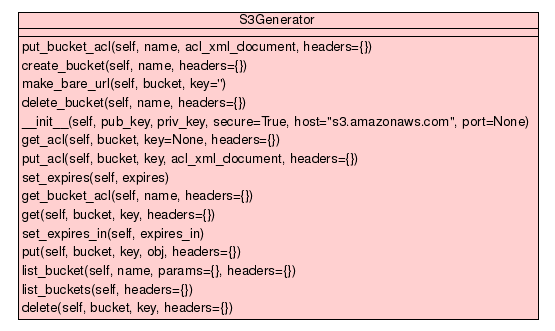 S3Generator
put_bucket_acl(self, name, acl_xml_document, headers={})
create_bucket(self, name, headers={})
make_bare_url(self, bucket, key='')
delete_bucket(self, name, headers={})
__init__(self, pub_key, priv_key, secure=True, host="s3.amazonaws.com", port=None)
get_acl(self, bucket, key=None, headers={})
put_acl(self, bucket, key, acl_xml_document, headers={})
set_expires(self, expires)
get_bucket_acl(self, name, headers={})
get(self, bucket, key, headers={})
set_expires_in(self, expires_in)
put(self, bucket, key, obj, headers={})
list_bucket(self, name, params={}, headers={})
list_buckets(self, headers={})
delete(self, bucket, key, headers={})